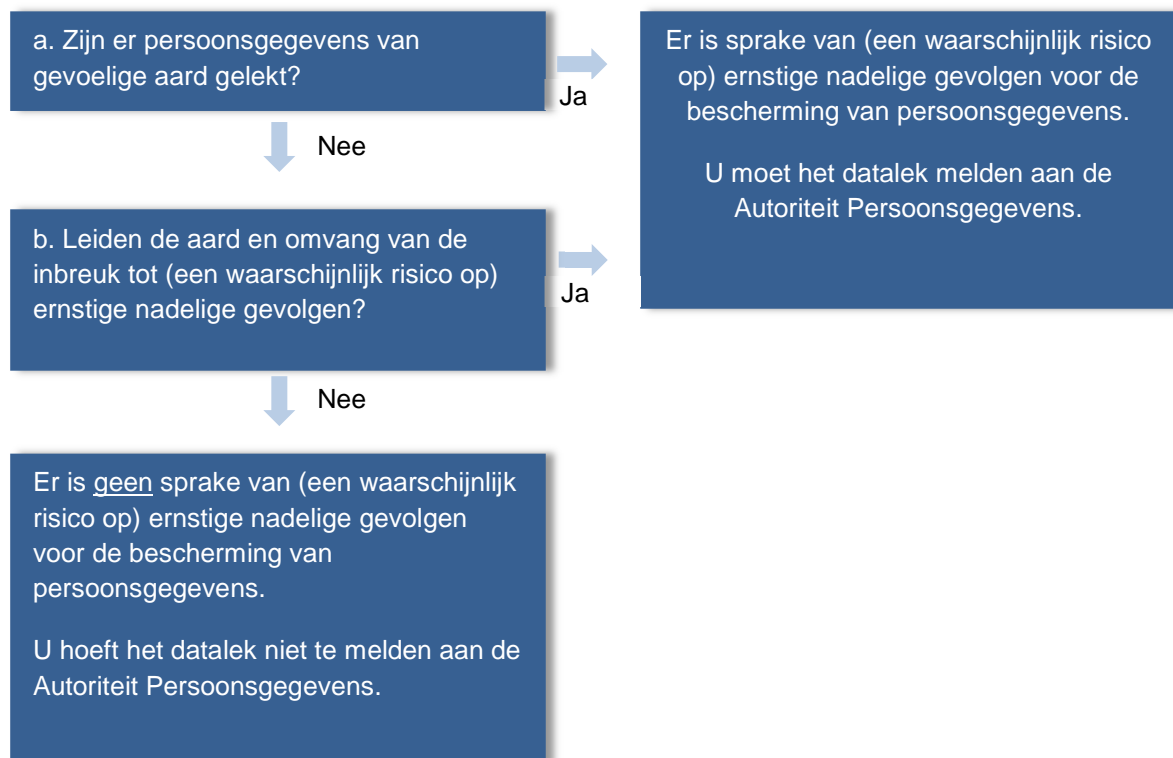 a. Zijn er persoonsgegevens van
gevoelige aard gelekt?
Ja
Er is sprake van (een waarschijnlijk risico
op) ernstige nadelige gevolgen voor de
bescherming van persoonsgegevens.
U moet het datalek melden aan de
Autoriteit Persoonsgegevens.
Nee
b. Leiden de aard en omvang van de
inbreuk tot (een waarschijnlijk risico op)
ernstige nadelige gevolgen?
Ja
Nee
Er is geen sprake van (een waarschijnlijk
risico op) ernstige nadelige gevolgen
voor de bescherming van
persoonsgegevens.
U hoeft het datalek niet te melden aan de
Autoriteit Persoonsgegevens.